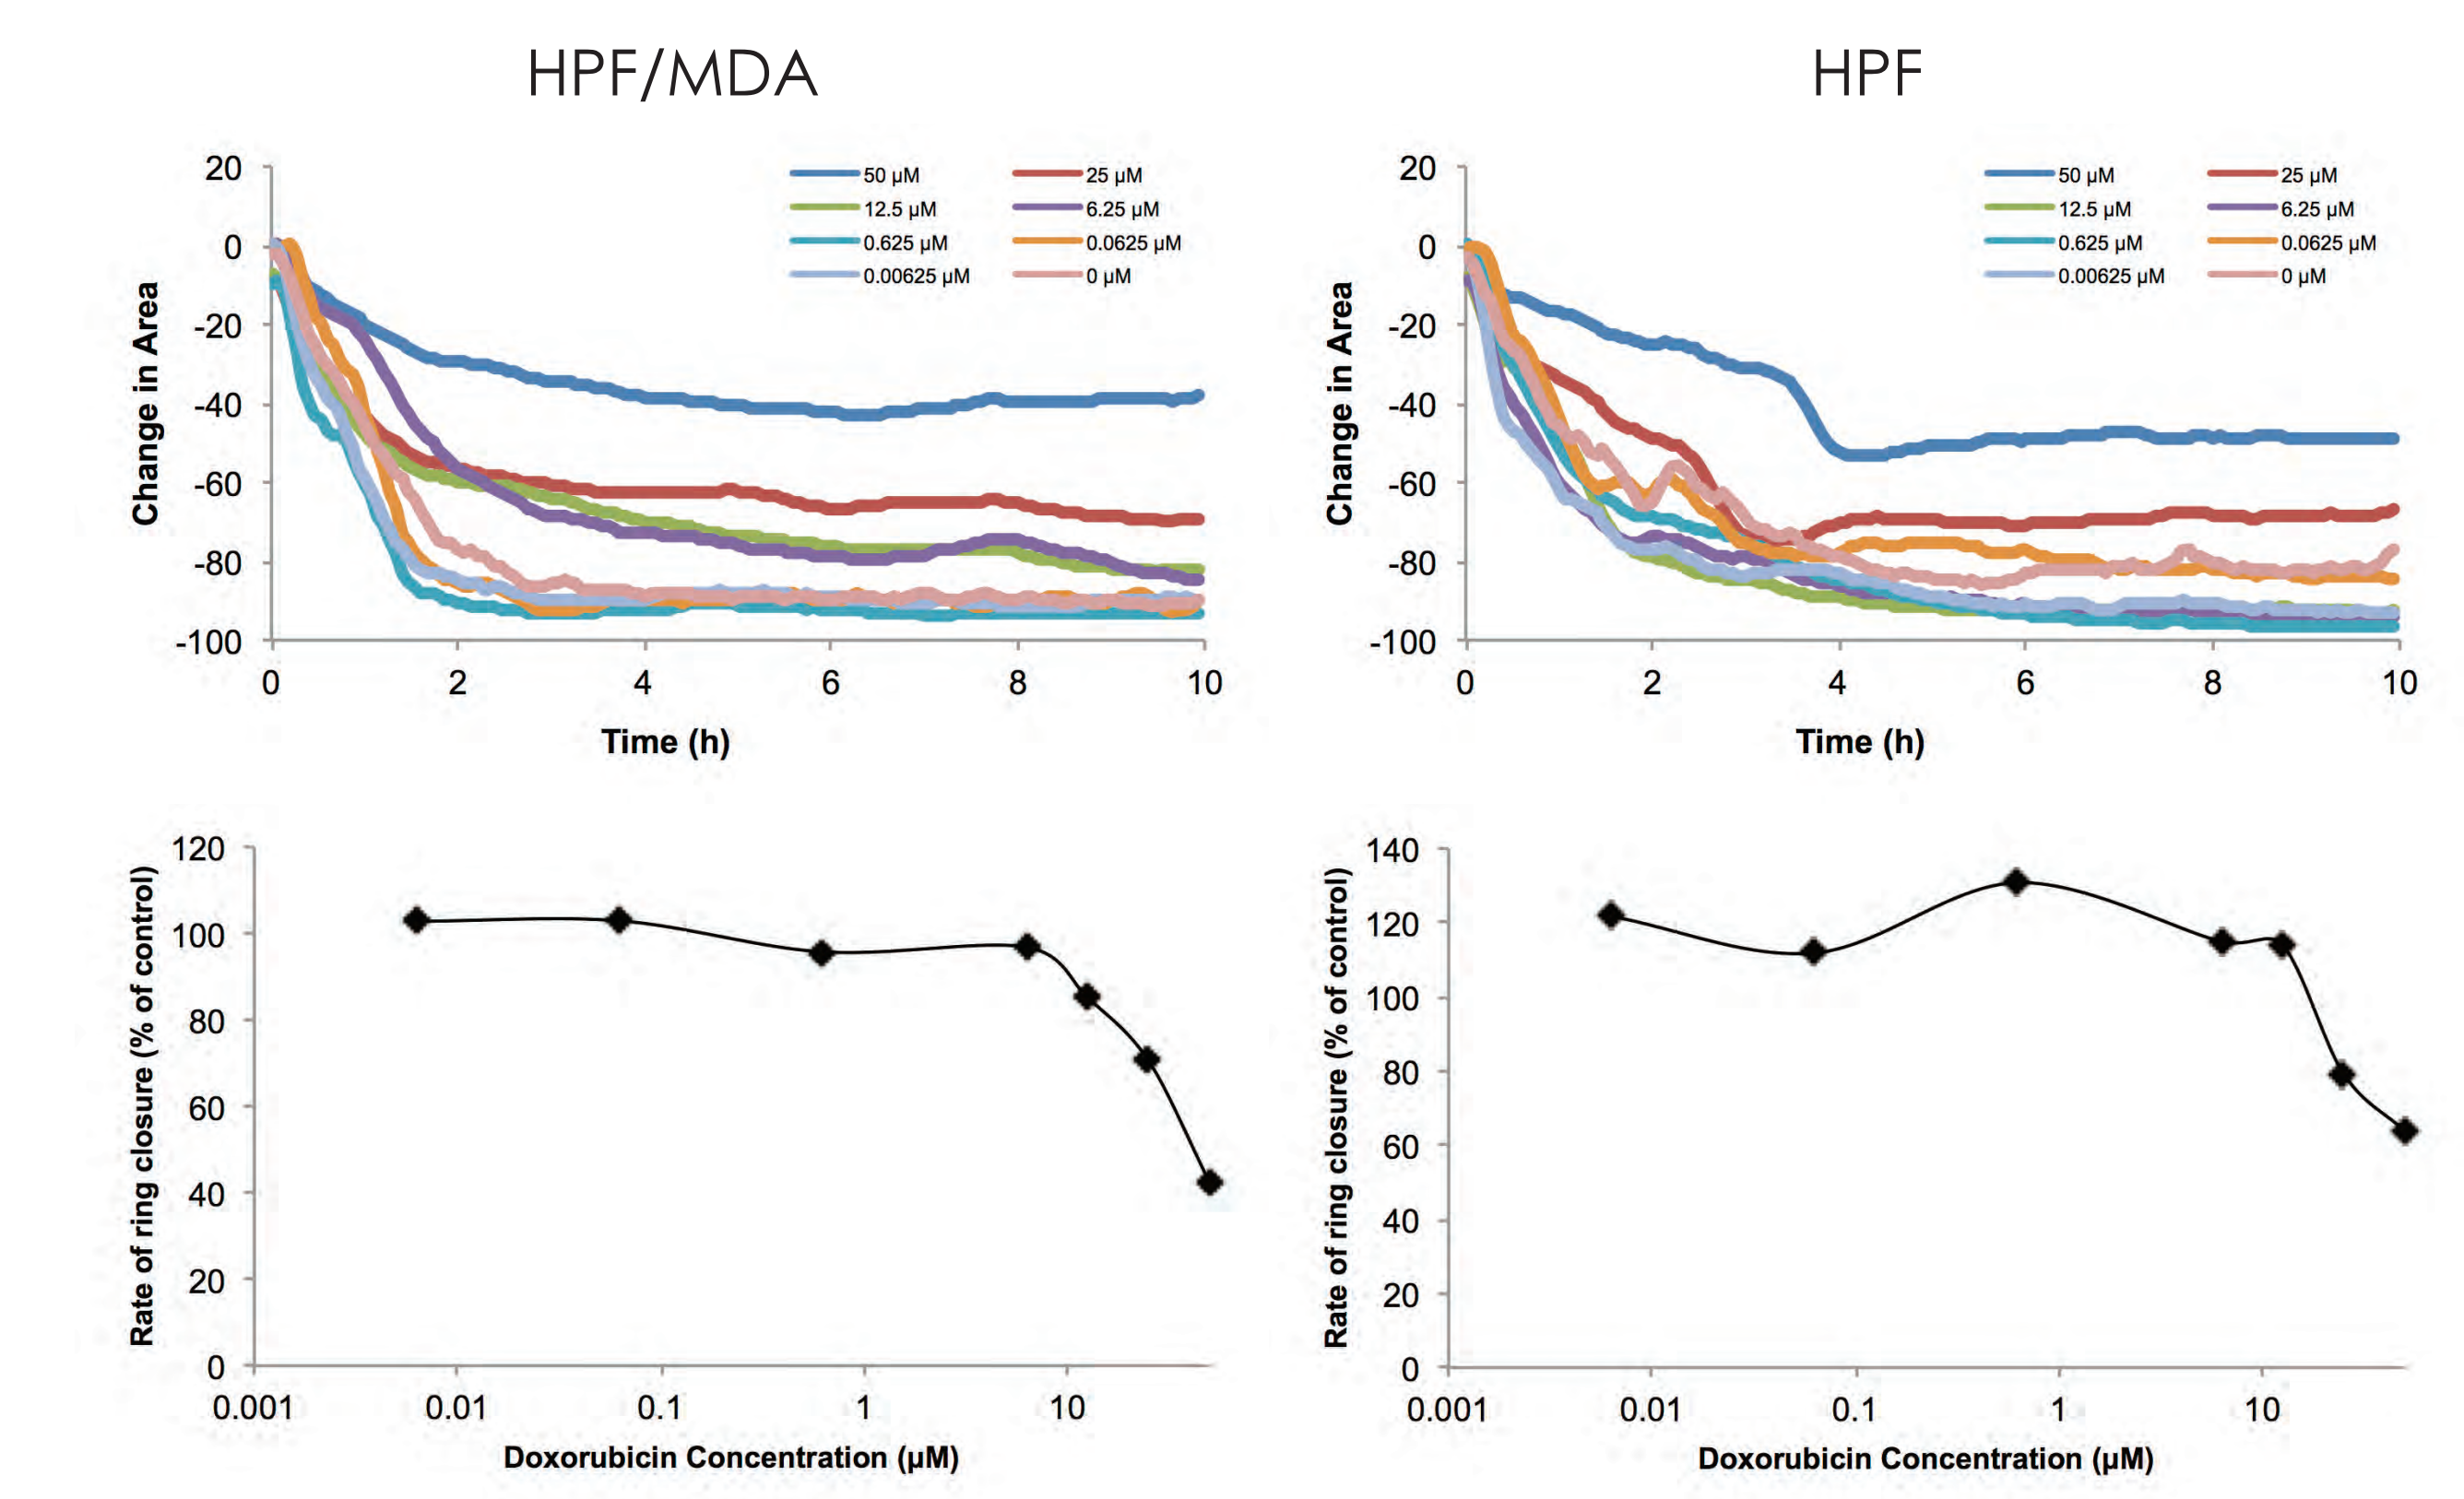 HPF/MDA
HPF
20
0
-20
-40
-60
-80
-100
Change in Area
50 µM
25 µM
12.5 µM
6.25 µM
0.625 µM
0.0625 µM
0.00625 µM
0 µM
0
2
4
6
8
10
Time (h)
20
0
-20
-40
-60
-80
-100
Change in Area
50 µM
25 µM
12.5 µM
6.25 µM
0.625 µM
0.0625 µM
0.00625 µM
0 µM
0
2
4
6
8
10
Time (h)
120
100
80
60
40
20
0
Rate of ring closure (% of control)
0.001
0.01
0.1
1
10
Doxorubicin Concentration (µM)
140
120
100
80
60
40
20
0
Rate of ring closure (% of control)
0.001
0.01
0.1
1
10
Doxorubicin Concentration (µM)